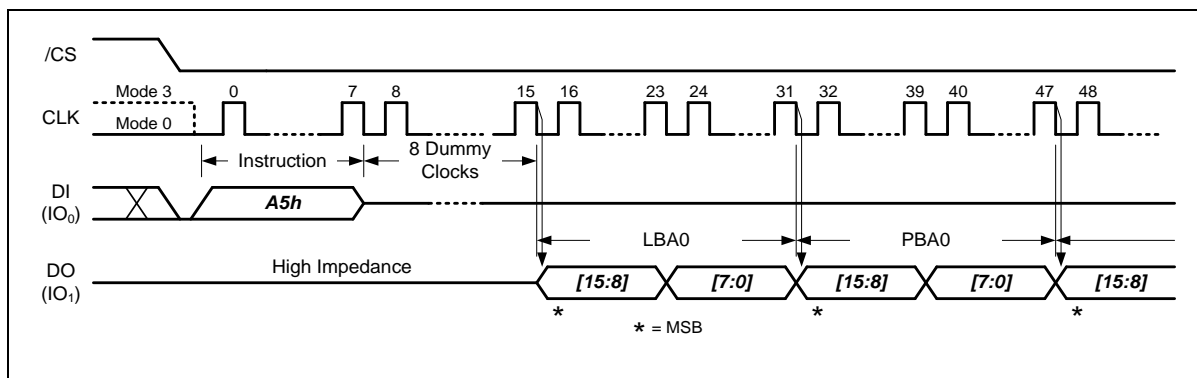 /CS
Mode 3 0 7 8 15 16 23 24 31 32 39 40 47 48
CLK
Mode 0
Instruction 8 Dummy
Clocks
DI
(IO0)
A5h
LBA0 PBA0
DO
(IO1)
High Impedance
[15:8] [7:0] [15:8] [7:0] [15:8]
* * *
* = MSB